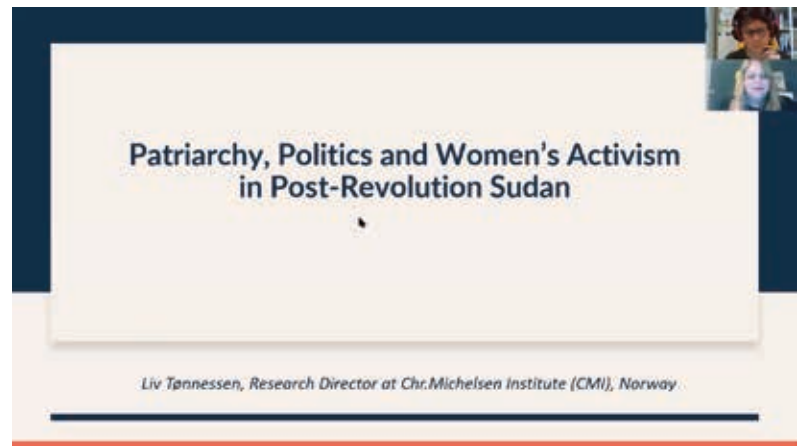 Patriarchy, Politics and Women's Activism
in Post-Revolution Sudan
Liv Tønnessen, Research Director at Chr.Michelsen Institute (CMI), Norway